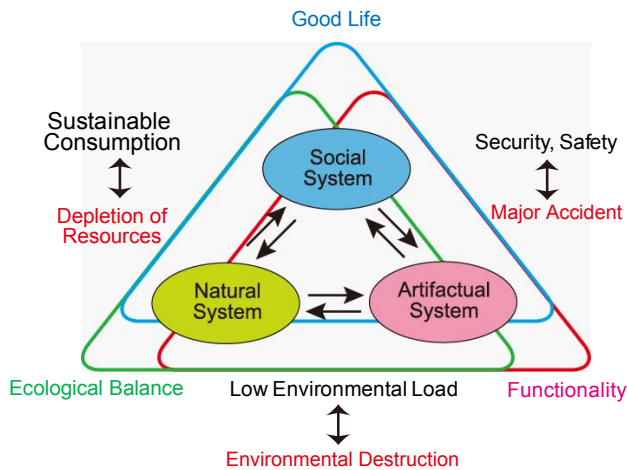 Good Life
Sustainable
Consumption
Security, Safety
Social
System
Depletion of
Resources
Major Accident
Natural
System
Artifactual
System
Ecological Balance
Low Environmental Load
Functionality
Environmental Destruction